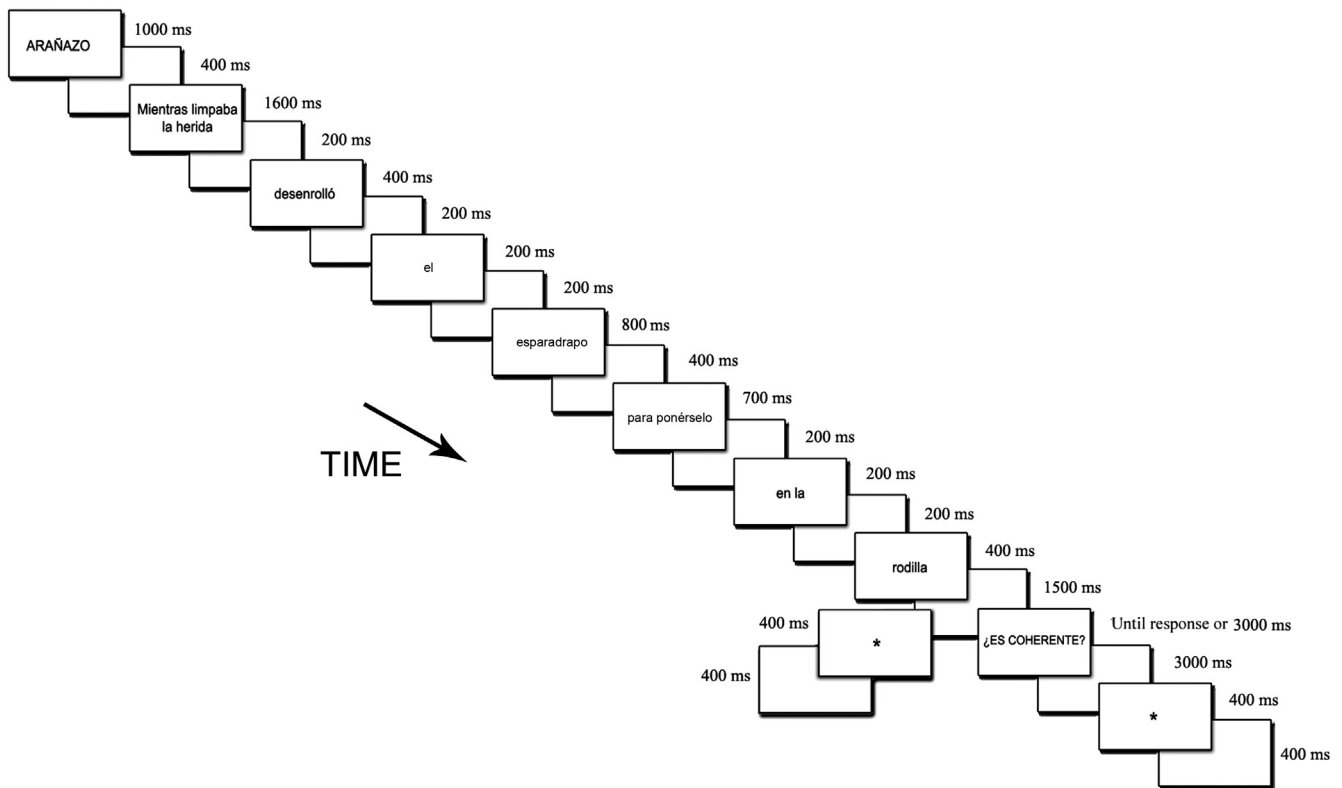 ARAÑAZO
1000 ms
400 ms
Mientras limpaba
la herida
1600 ms
200 ms
desenrolló
400 ms
200 ms
el
200 ms
200 ms
esparadrapo
800 ms
400 ms
para ponérselo
700 ms
200 ms
en la
200 ms
200 ms
rodilla
400 ms
1500 ms
¿ES COHERENTE?
Until response or 3000 ms
3000 ms
*
400 ms
400 ms
400 ms
*
400 ms
TIME